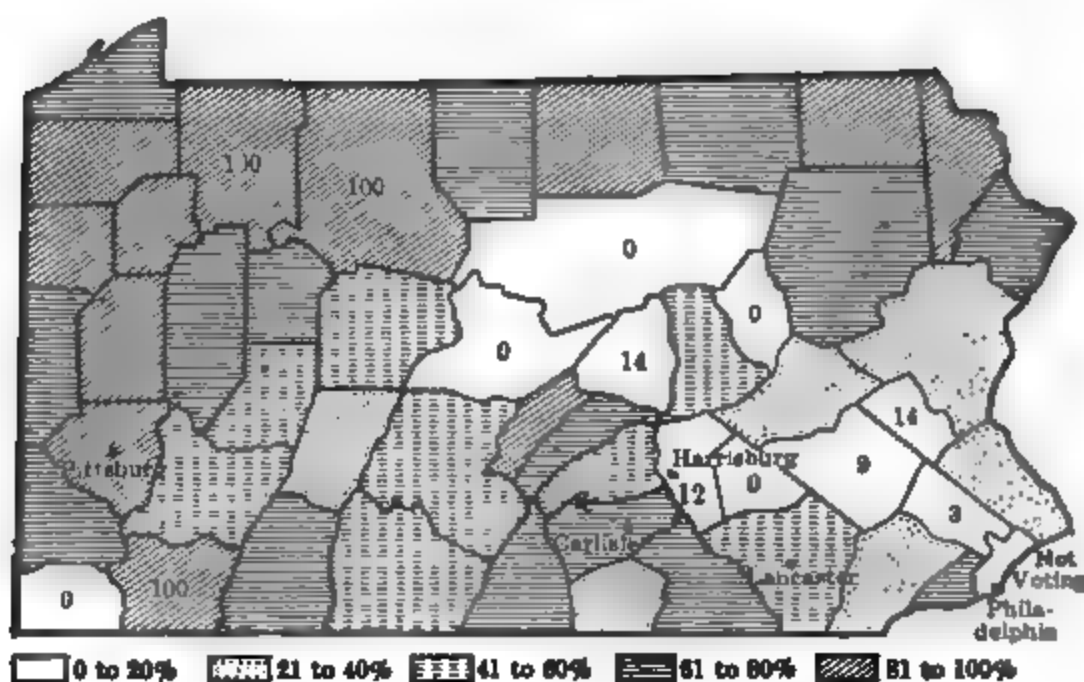 100
100
0
0
0
14
14
Pittsburg
Harrisburg
9
12
0
3
Carlisle
Lancaster
Not
Voting
0
100
Phila-
delphia
0 to 20% 21 to 40% 41 to 60% 61 to 80% 81 to 100%